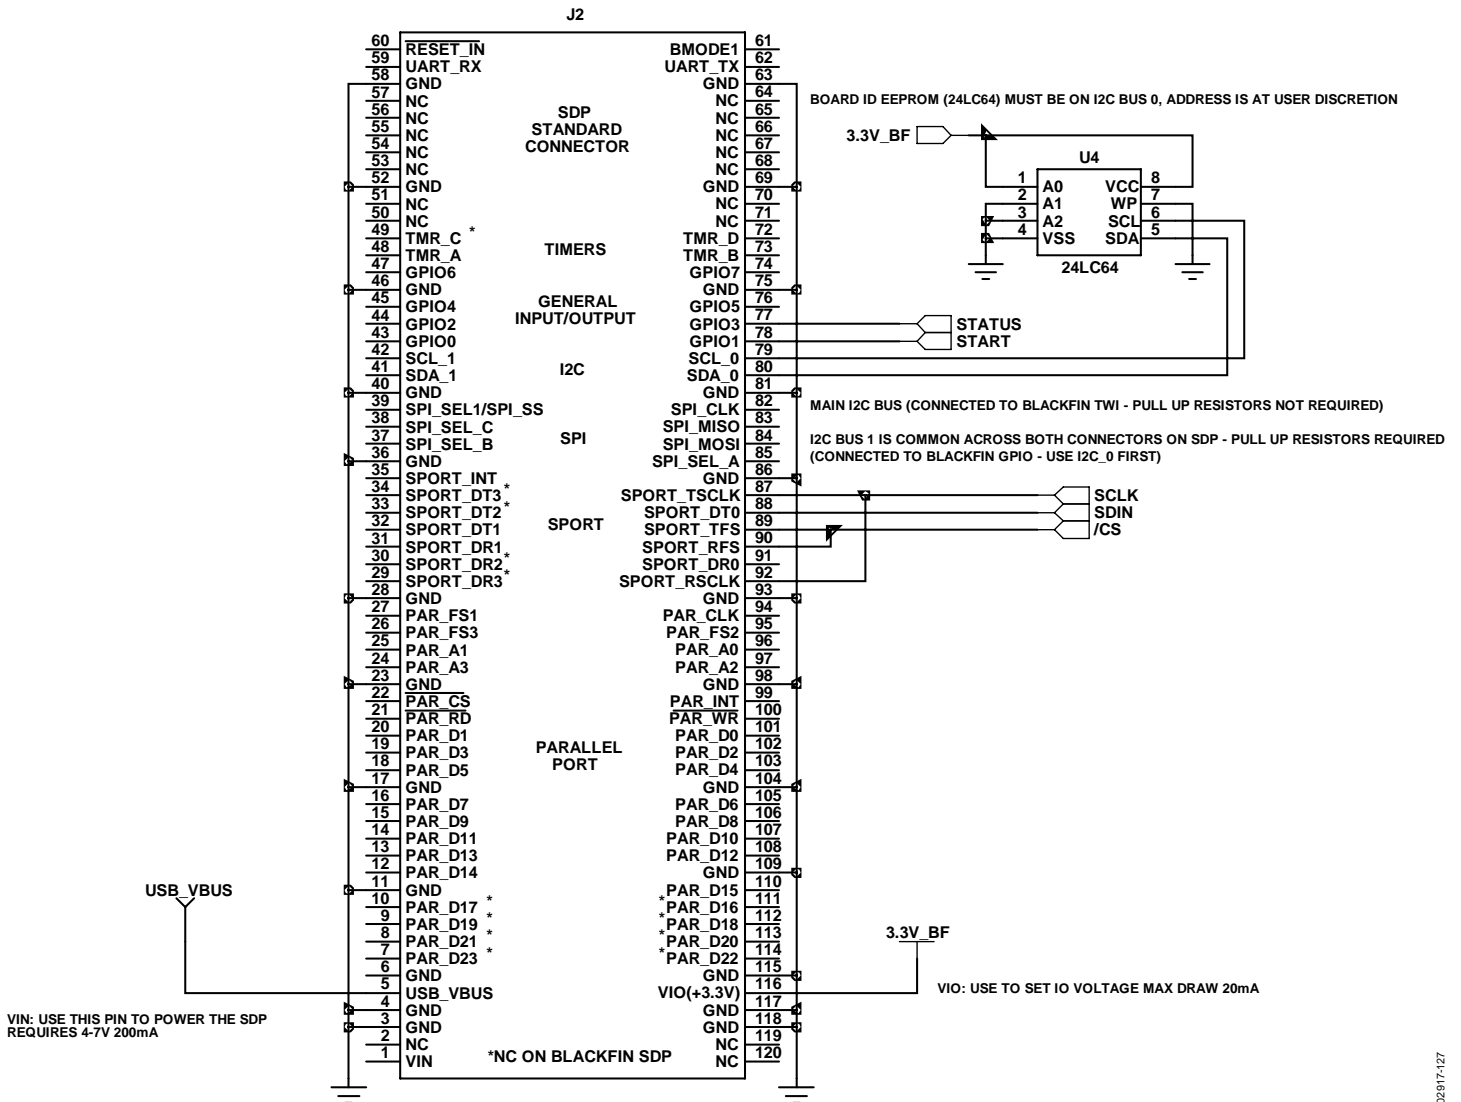 J2
60 RESET_IN BMODE1 61
59 UART_RX UART_TX 62
58 GND GND 63
57 NC NC 64
56 NC NC 65
55 NC NC 66
54 NC NC 67
53 NC NC 68
52 GND GND 69
51 NC NC 70
50 NC NC 71
49 TMR_C * TMR_D 72
48 TMR_A TMR_B 73
47 GPIO6 GPIO7 74
46 GND GND 75
45 GPIO4 GPIO5 76
44 GPIO2 GPIO3 77
43 GPIO0 GPIO1 78
42 SCL_1 SCL_0 79
41 SDA_1 SDA_0 80
40 GND GND 81
39 SPI_SEL1/SPI_SS SPI_CLK 82
38 SPI_SEL_C SPI_MISO 83
37 SPI_SEL_B SPI_MOSI 84
36 GND SPI_SEL_A 85
35 SPORT_INT GND 86
34 SPORT_DT3 * SPORT_TSCLK 87
33 SPORT_DT2 * SPORT_DT0 88
32 SPORT_DT1 SPORT_TFS 89
31 SPORT_DR1 SPORT_RFS 90
30 SPORT_DR2 * SPORT_DR0 91
29 SPORT_DR3 * SPORT_RSCLK 92
28 GND GND 93
27 PAR_FS1 PAR_CLK 94
26 PAR_FS3 PAR_FS2 95
25 PAR_A1 PAR_A0 96
24 PAR_A3 PAR_A2 97
23 GND GND 98
22 PAR_CS PAR_INT 99
21 PAR_RD PAR_WR 100
20 PAR_D1 PAR_D0 101
19 PAR_D3 PAR_D2 102
18 PAR_D5 PAR_D4 103
17 GND GND 104
16 PAR_D7 PAR_D6 105
15 PAR_D9 PAR_D8 106
14 PAR_D11 PAR_D10 107
13 PAR_D13 PAR_D12 108
12 PAR_D14 GND 109
11 GND PAR_D15 110
10 PAR_D17 * * PAR_D16 111
9 PAR_D19 * PAR_D18 112
8 PAR_D21 * * PAR_D20 113
7 PAR_D23 * * PAR_D22 114
6 GND GND 115
5 USB_VBUS VIO(+3.3V) 116
4 GND GND 117
3 GND GND 118
2 NC NC 119
1 VIN *NC ON BLACKFIN SDP NC 120
SDP
STANDARD
CONNECTOR
TIMERS
GENERAL
INPUT/OUTPUT
I2C
SPI
SPORT
PARALLEL
PORT
USB_VBUS
VIN: USE THIS PIN TO POWER THE SDP
REQUIRES 4-7V 200mA
BOARD ID EEPROM (24LC64) MUST BE ON I2C BUS 0, ADDRESS IS AT USER DISCRETION
3.3V_BF
U4
1 A0 VCC 8
2 A1 WP 7
3 A2 SCL 6
4 VSS SDA 5
24LC64
STATUS
START
MAIN I2C BUS (CONNECTED TO BLACKFIN TWI - PULL UP RESISTORS NOT REQUIRED)
I2C BUS 1 IS COMMON ACROSS BOTH CONNECTORS ON SDP - PULL UP RESISTORS REQUIRED
(CONNECTED TO BLACKFIN GPIO - USE I2C_0 FIRST)
SCLK
SDIN
/CS
3.3V_BF
VIO: USE TO SET IO VOLTAGE MAX DRAW 20mA
02917-127